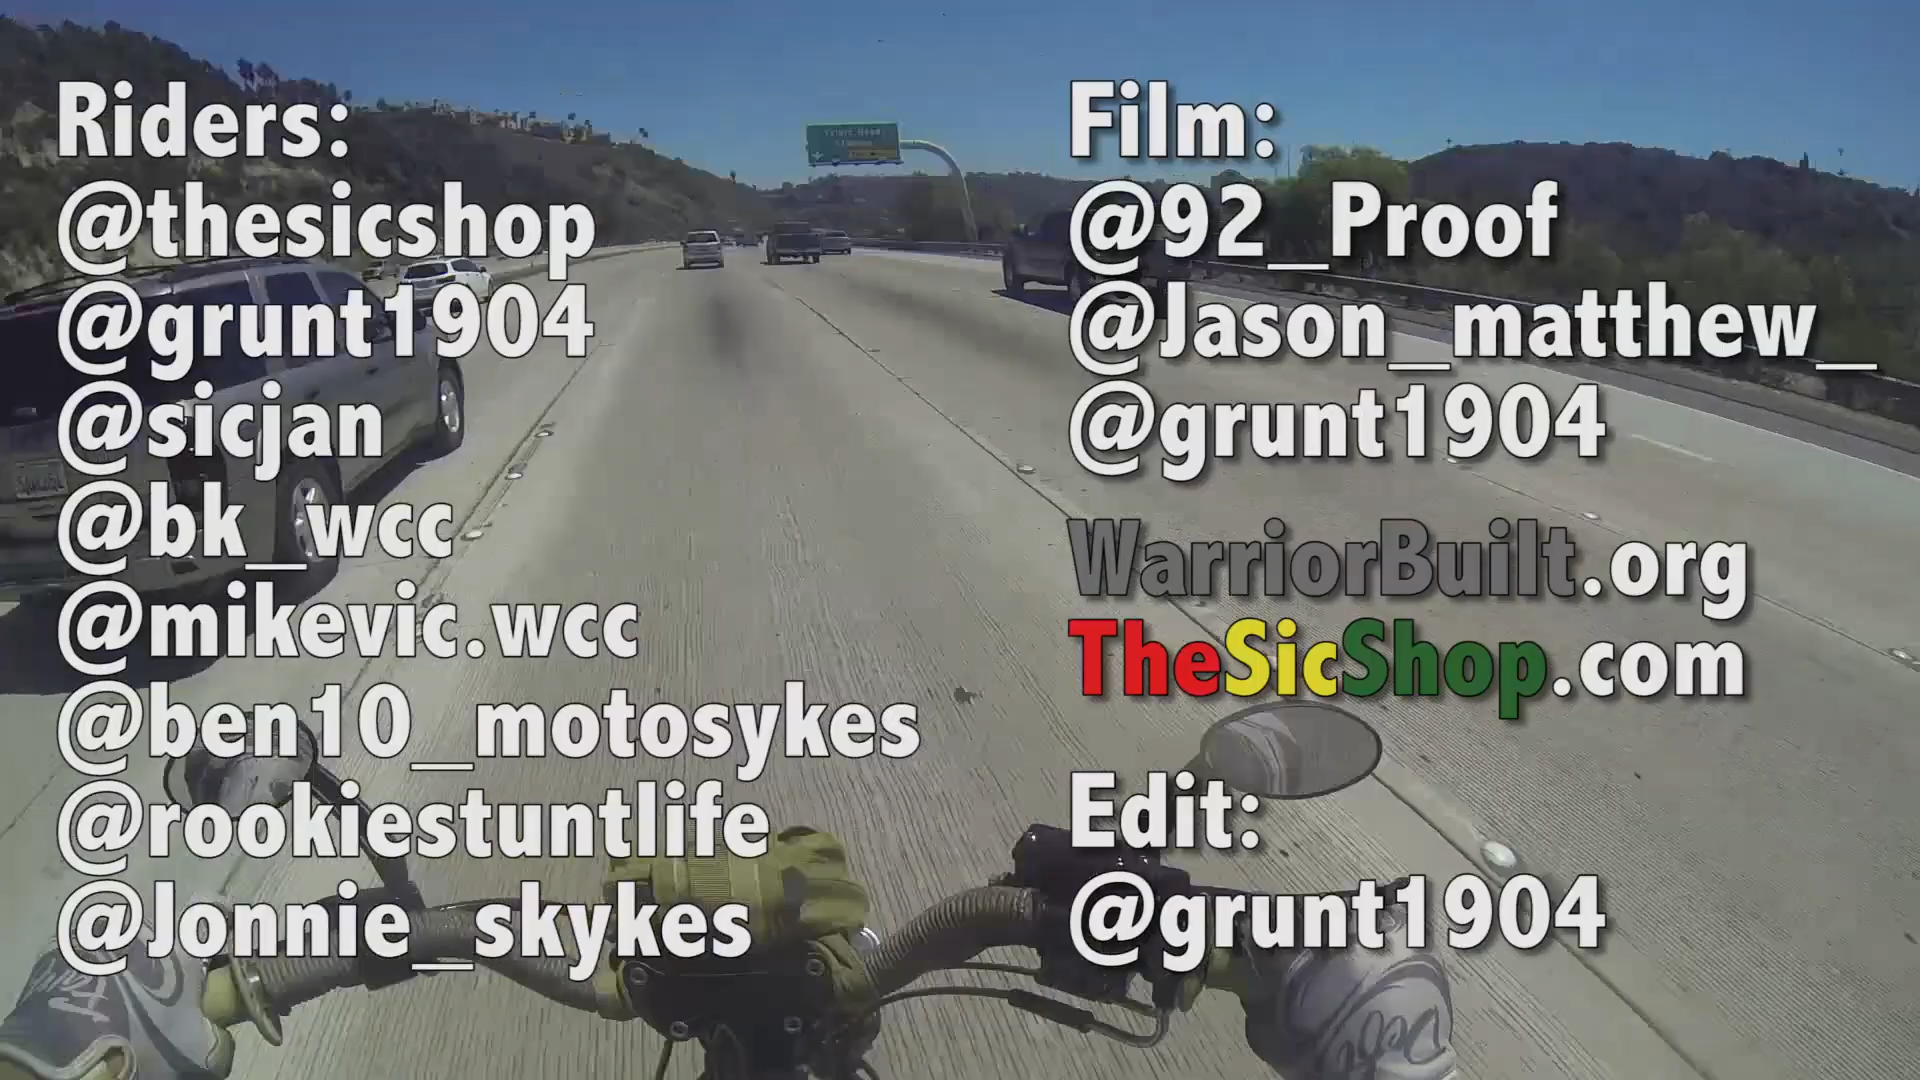 Riders:
@thesicshop
@grunt1904
@sicjan
@bk_wcc
@mikevic.wcc
@ben10_motosykes
@rookiestuntlife
@Jonnie_skykes
Film:
@92_Proof
@Jason_matthew_
@grunt1904
WarriorBuilt.org
TheSicShop.com
Edit:
@grunt1904